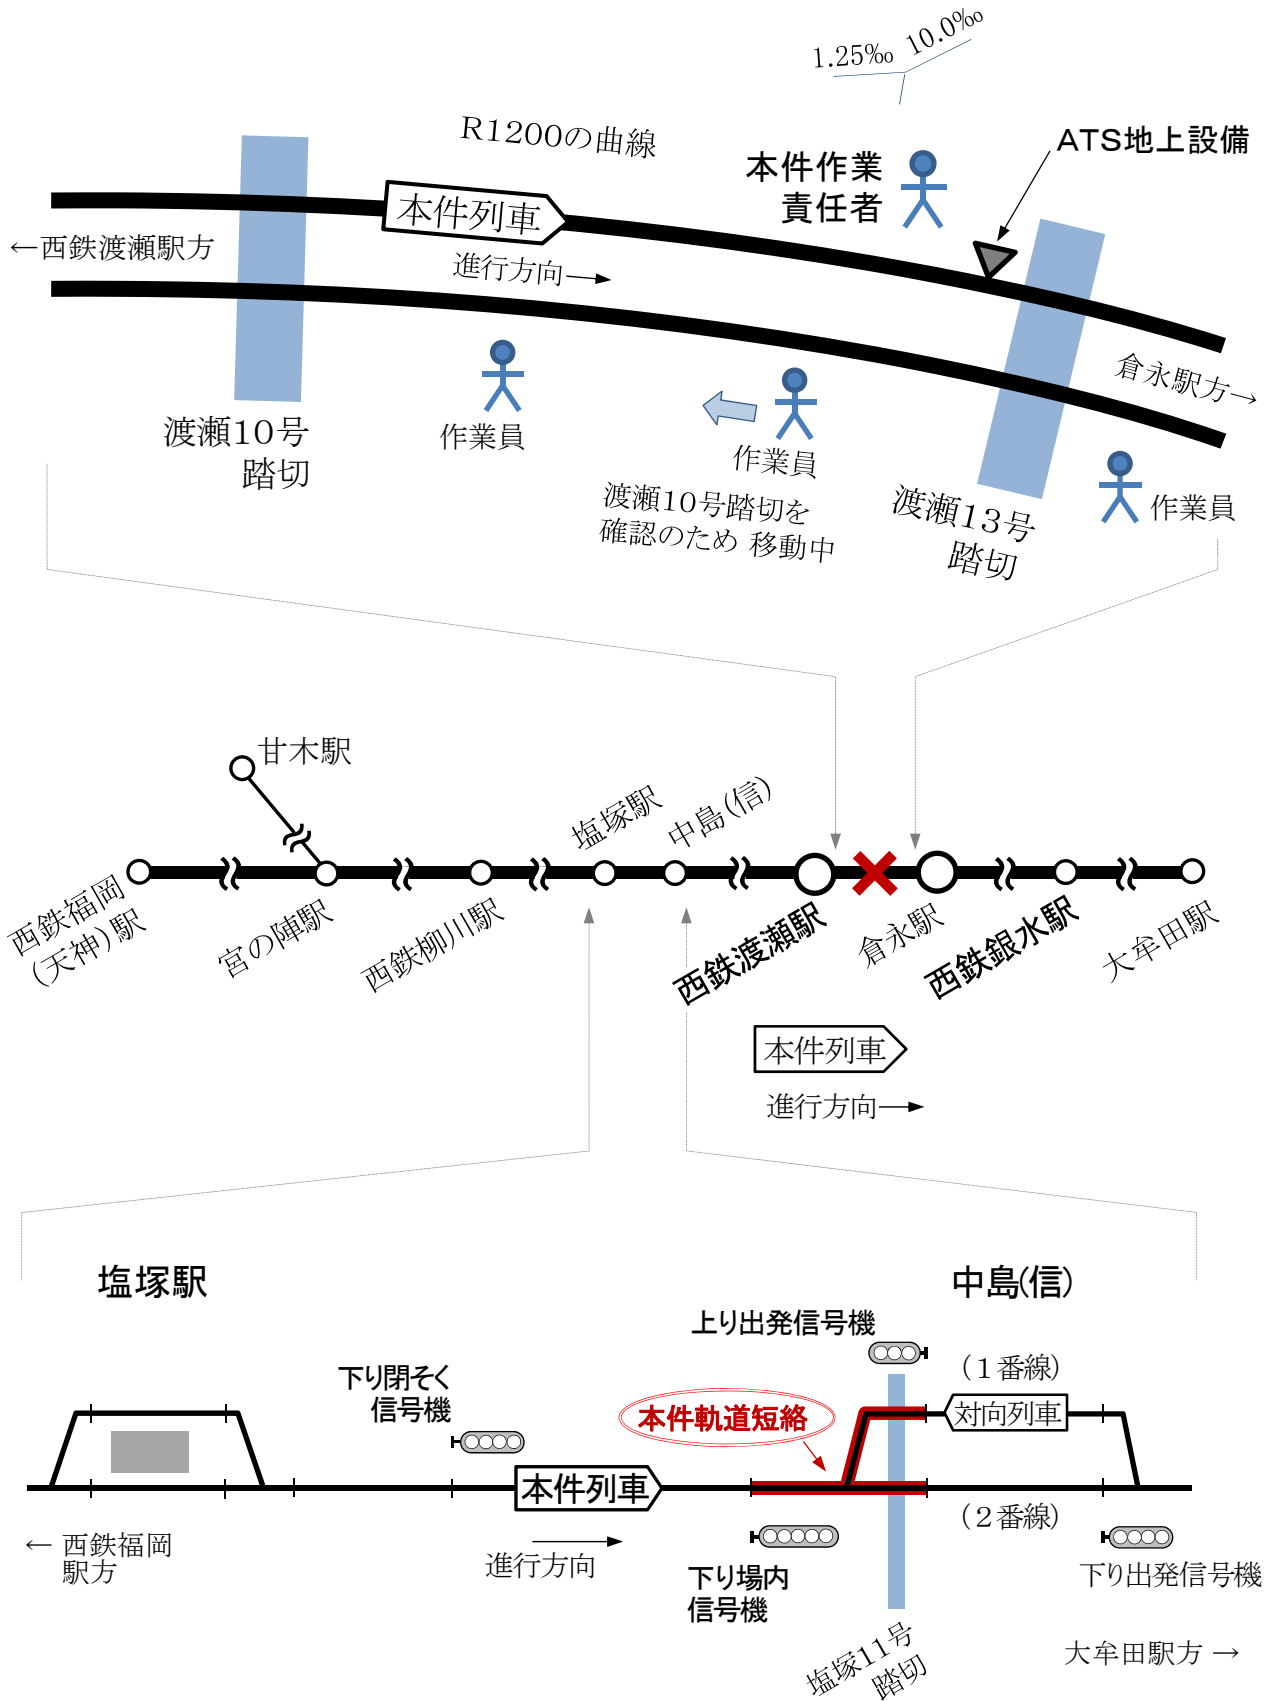 1.25‰ 10.0‰
R1200の曲線
ATS地上設備
本件作業
責任者
本件列車
←西鉄渡瀬駅方
進行方向
倉永駅方→
渡瀬10号
踏切
作業員
作業員
渡瀬10号踏切を
確認のため 移動中
渡瀬13号
踏切
作業員
甘木駅
塩塚駅
中島(信)
西鉄福岡
(天神)駅
宮の陣駅
西鉄柳川駅
西鉄渡瀬駅
倉永駅
西鉄銀水駅
大牟田駅
本件列車
進行方向
塩塚駅
中島(信)
上り出発信号機
下り閉そく
信号機
(1番線)
本件軌道短絡
対向列車
本件列車
(2番線)
← 西鉄福岡
駅方
進行方向
下り場内
信号機
下り出発信号機
塩塚11号
踏切
大牟田駅方 →